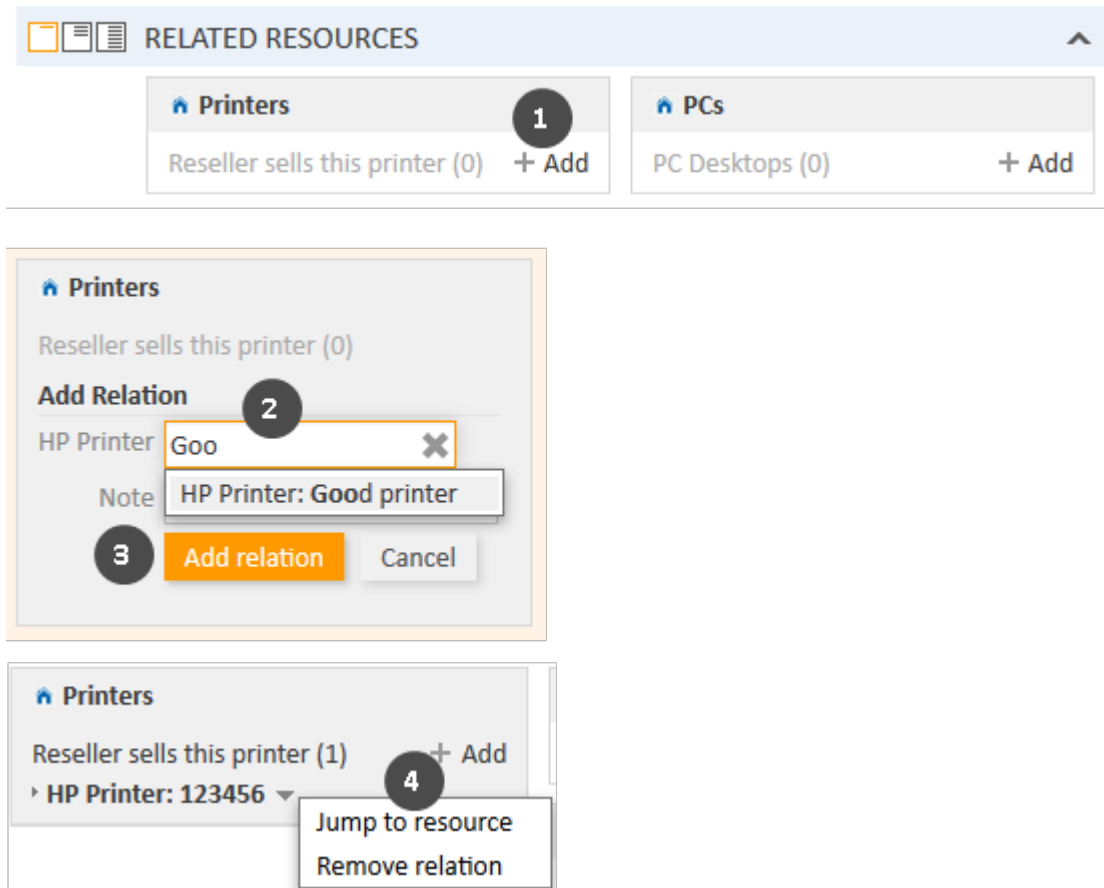 RELATED RESOURCES
Printers
1
PCs
Reseller sells this printer (0) + Add
PC Desktops (0) + Add
Printers
Reseller sells this printer (0)
Add Relation
2
HP Printer Goo
Note HP Printer: Good printer
3 Add relation Cancel
Printers
Reseller sells this printer (1) + Add
4
HP Printer: 123456
Jump to resource
Remove relation